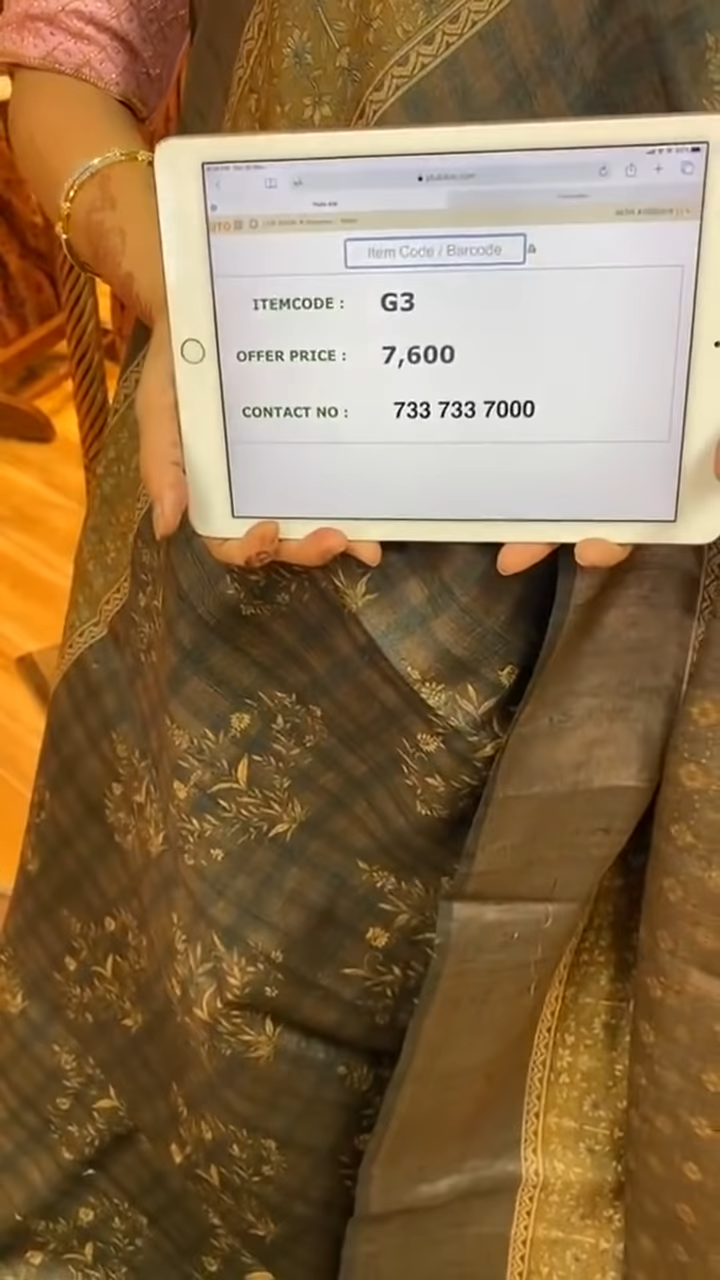 Item Code / Barcode
ITEMCODE : G3
OFFER PRICE : 7,600
CONTACT NO : 733 733 7000